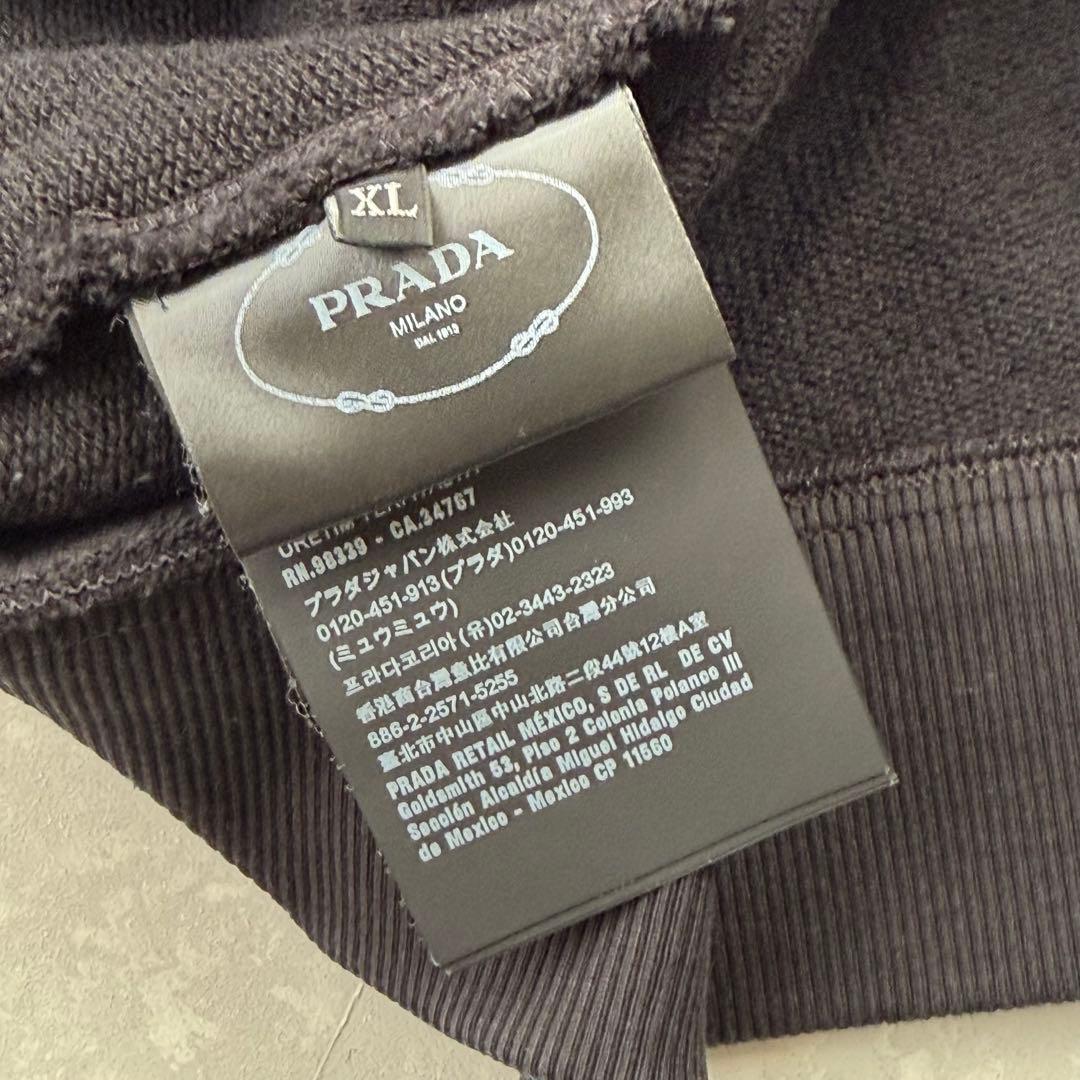 XL
PRADA
MILANO
DAL 1913
RN.98339 - CA.34767
プラダジャパン株式会社
0120-451-913(プラダ)0120-451-993
(ミュウミュウ)
프라다코리아(유)02-3443-2323
香港商台灣普比有限公司台灣分公司
886-2-2571-5255
臺北市中山區中山北路二段44號12樓A室
PRADA RETAIL MÉXICO, S DE RL DE CV
Goldsmith 53, Piso 2 Colonia Polanco III
Sección Alcaldía Miguel Hidalgo Ciudad
de Mexico - Mexico CP 11560